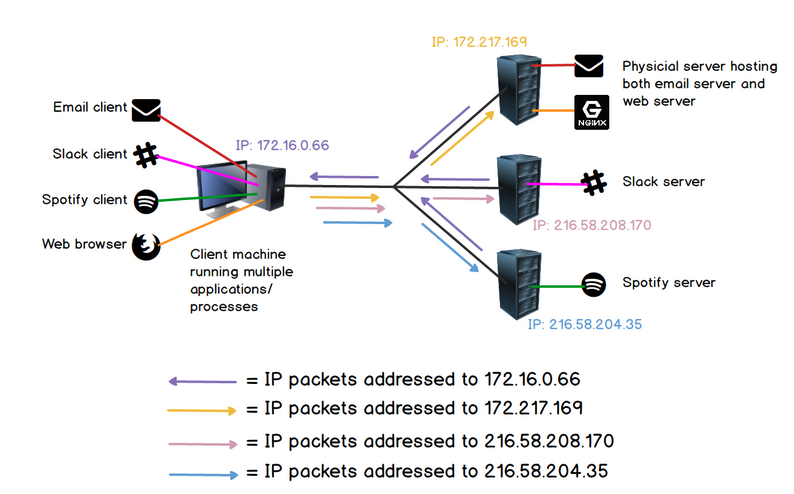 IP: 172.217.169
Physicial server hosting
both email server and
web server
Email client
NGINX
IP: 172.16.0.66
Slack client
Slack server
Spotify client
IP: 216.58.208.170
Web browser
Client machine
running multiple
applications/
processes
Spotify server
IP: 216.58.204.35
= IP packets addressed to 172.16.0.66
= IP packets addressed to 172.217.169
= IP packets addressed to 216.58.208.170
= IP packets addressed to 216.58.204.35